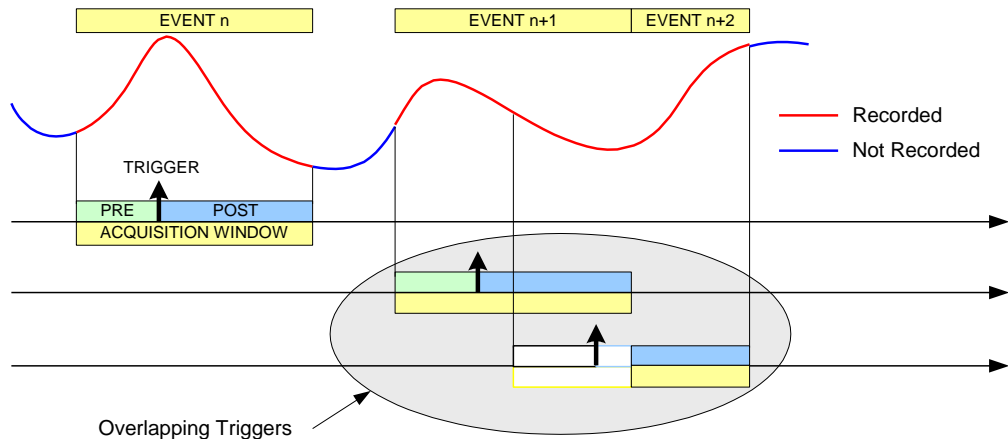 EVENT n
EVENT n+1
EVENT n+2
Recorded
Not Recorded
TRIGGER
PRE
POST
ACQUISITION WINDOW
Overlapping Triggers